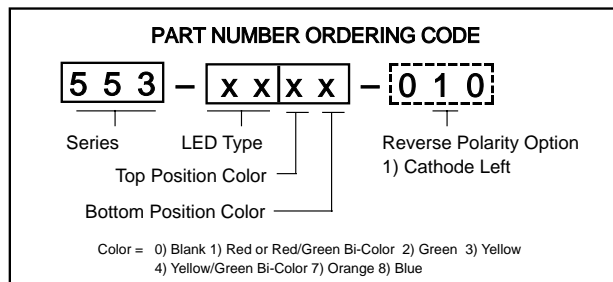 PART NUMBER ORDERING CODE
5 5 3 – x x x x – 0 1 0
Series LED Type Reverse Polarity Option
1) Cathode Left
Top Position Color
Bottom Position Color
Color = 0) Blank 1) Red or Red/Green Bi-Color 2) Green 3) Yellow
4) Yellow/Green Bi-Color 7) Orange 8) Blue